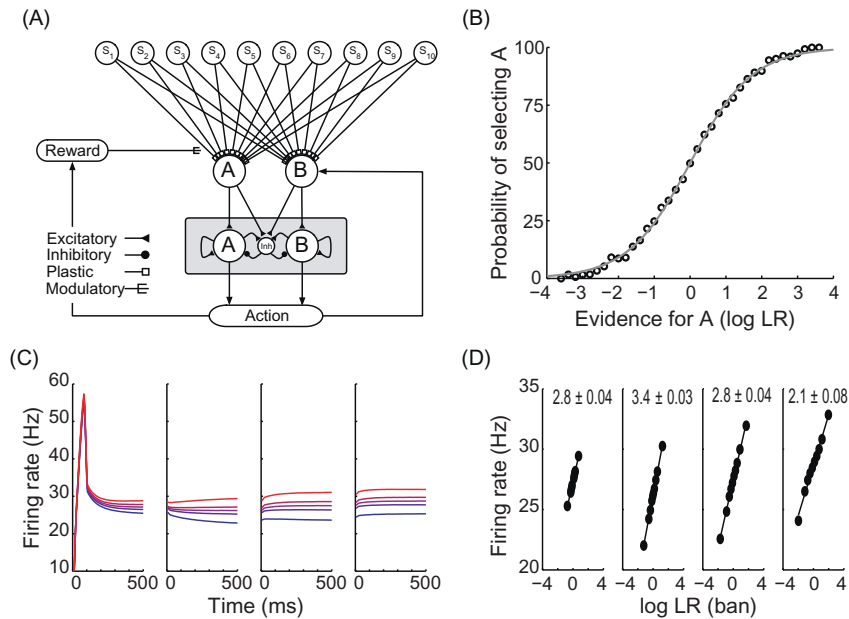 (A)
S1 S2 S3 S4 S5 S6 S7 S8 S9 S10
Reward
A B
Excitatory
Inhibitory
Plastic
Modulatory
A Inh B
Action
(B)
Probability of selecting A
100
75
50
25
0
−4 −3 −2 −1 0 1 2 3 4
Evidence for A (log LR)
(C)
Firing rate (Hz)
60
50
40
30
20
10
0 500 0 500 0 500 0 500
Time (ms)
(D)
2.8 ± 0.04 3.4 ± 0.03 2.8 ± 0.04 2.1 ± 0.08
Firing rate (Hz)
35
30
25
20
−4 0 4 −4 0 4 −4 0 4 −4 0 4
log LR (ban)